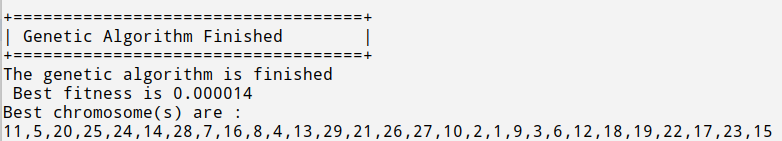 +===================================+
| Genetic Algorithm Finished        |
+===================================+
The genetic algorithm is finished
 Best fitness is 0.000014
Best chromosome(s) are :
11,5,20,25,24,14,28,7,16,8,4,13,29,21,26,27,10,2,1,9,3,6,12,18,19,22,17,23,15